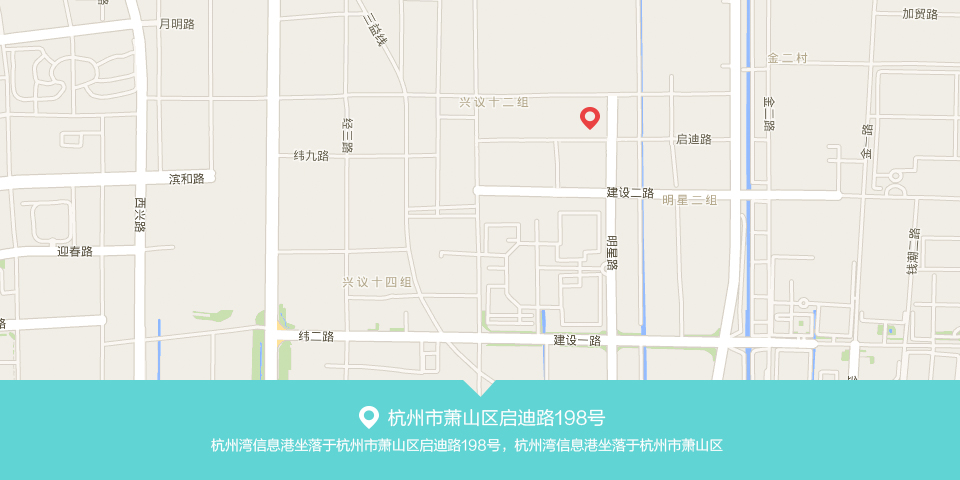 月明路
三益线
加贸路
金二村
兴议十二组
金二路
经三路
启迪路
纬九路
滨和路
建设二路
明星二组
西兴路
迎春路
明星路
钱潮二路
兴议十四组
路
纬二路
建设一路
杭州市萧山区启迪路198号
杭州湾信息港坐落于杭州市萧山区启迪路198号，杭州湾信息港坐落于杭州市萧山区